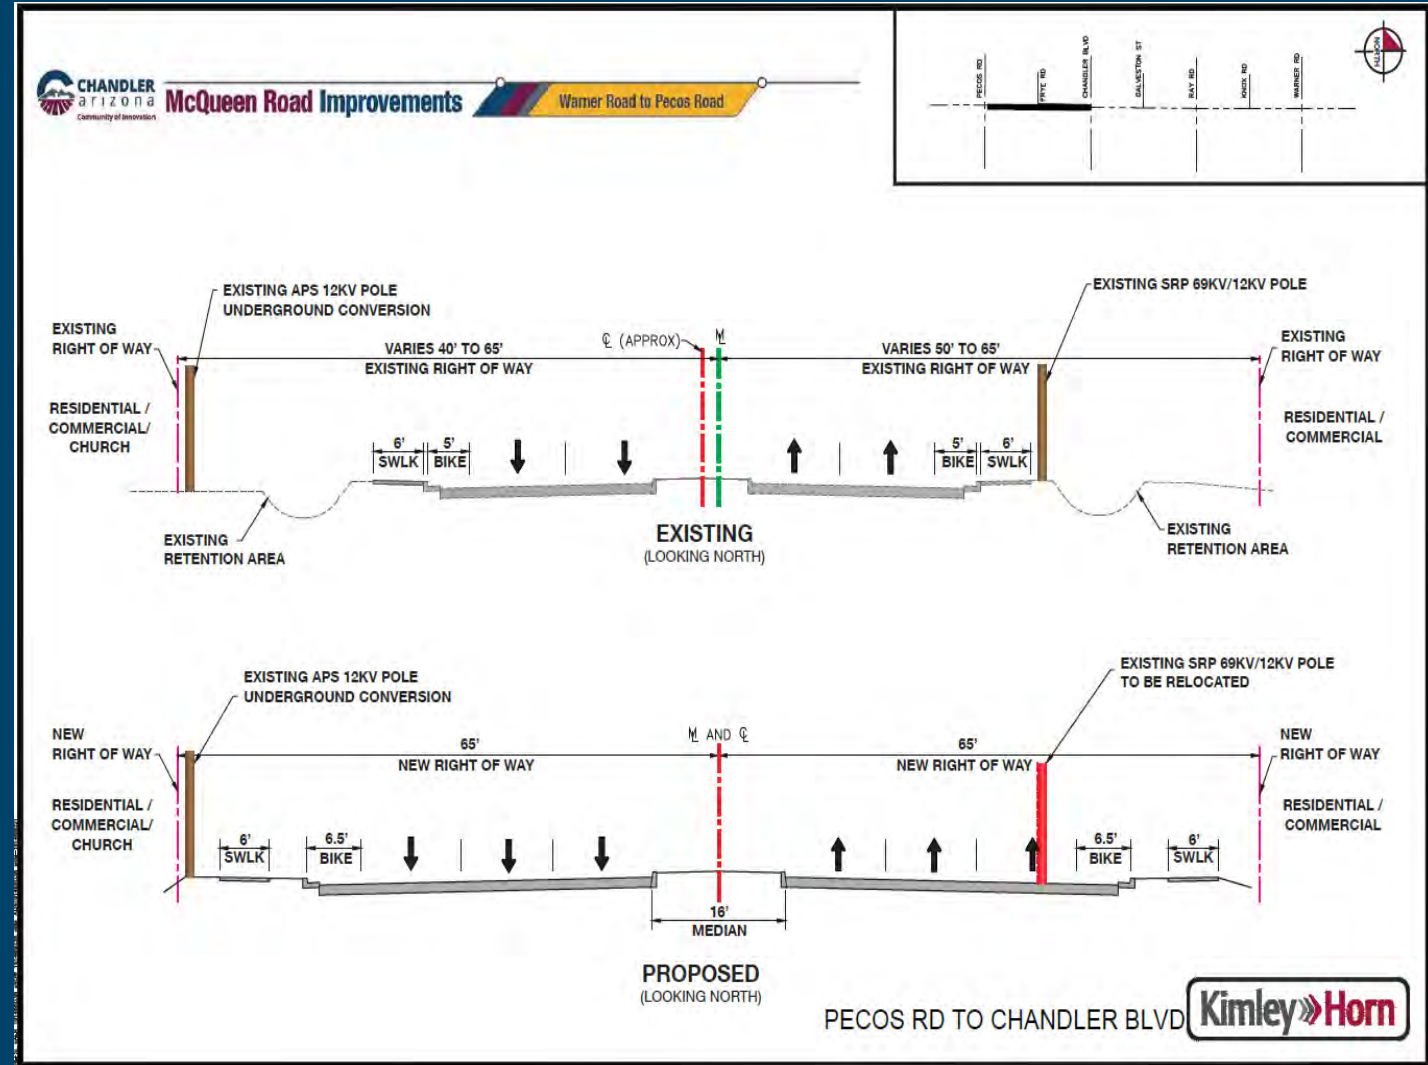 CHANDLER
arizona
Community of Innovation
McQueen Road Improvements
Warner Road to Pecos Road
PECOS RD
FRYE RD
CHANDLER BLVD
GALVESTON ST
RAY RD
KNOX RD
WARNER RD
NORTH
EXISTING APS 12KV POLE
UNDERGROUND CONVERSION
EXISTING SRP 69KV/12KV POLE
EXISTING
RIGHT OF WAY
℄ (APPROX)
ML
EXISTING
RIGHT OF WAY
VARIES 40' TO 65'
EXISTING RIGHT OF WAY
VARIES 50' TO 65'
EXISTING RIGHT OF WAY
RESIDENTIAL /
COMMERCIAL/
CHURCH
RESIDENTIAL /
COMMERCIAL
6'
SWLK
5'
BIKE
5'
BIKE
6'
SWLK
EXISTING
RETENTION AREA
EXISTING
(LOOKING NORTH)
EXISTING
RETENTION AREA
EXISTING APS 12KV POLE
UNDERGROUND CONVERSION
EXISTING SRP 69KV/12KV POLE
TO BE RELOCATED
NEW
RIGHT OF WAY
ML AND ℄
NEW
RIGHT OF WAY
65'
NEW RIGHT OF WAY
65'
NEW RIGHT OF WAY
RESIDENTIAL /
COMMERCIAL/
CHURCH
RESIDENTIAL /
COMMERCIAL
6'
SWLK
6.5'
BIKE
6.5'
BIKE
6'
SWLK
16'
MEDIAN
PROPOSED
(LOOKING NORTH)
PECOS RD TO CHANDLER BLVD
Kimley»Horn